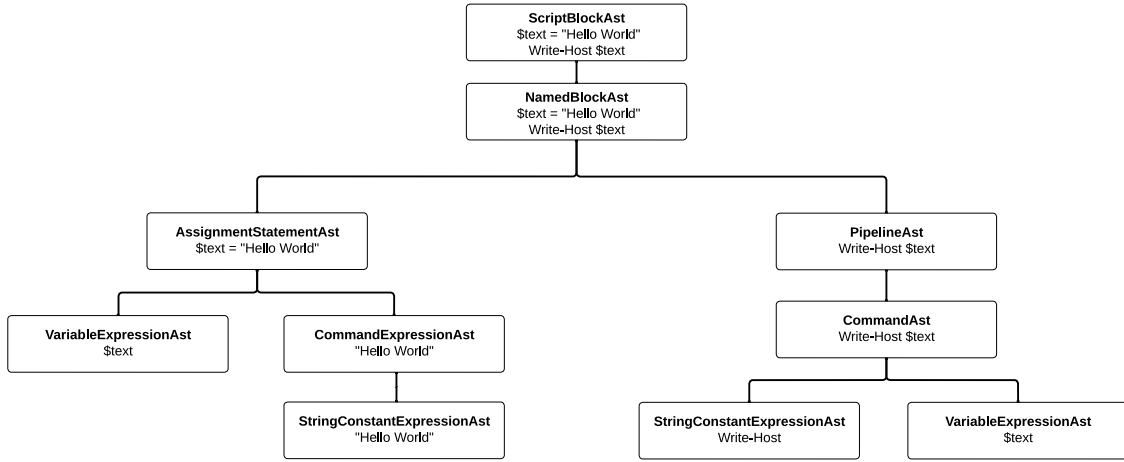 ScriptBlockAst
$text = "Hello World"
Write-Host $text
NamedBlockAst
$text = "Hello World"
Write-Host $text
AssignmentStatementAst
$text = "Hello World"
PipelineAst
Write-Host $text
VariableExpressionAst
$text
CommandExpressionAst
"Hello World"
CommandAst
Write-Host $text
StringConstantExpressionAst
"Hello World"
StringConstantExpressionAst
Write-Host
VariableExpressionAst
$text